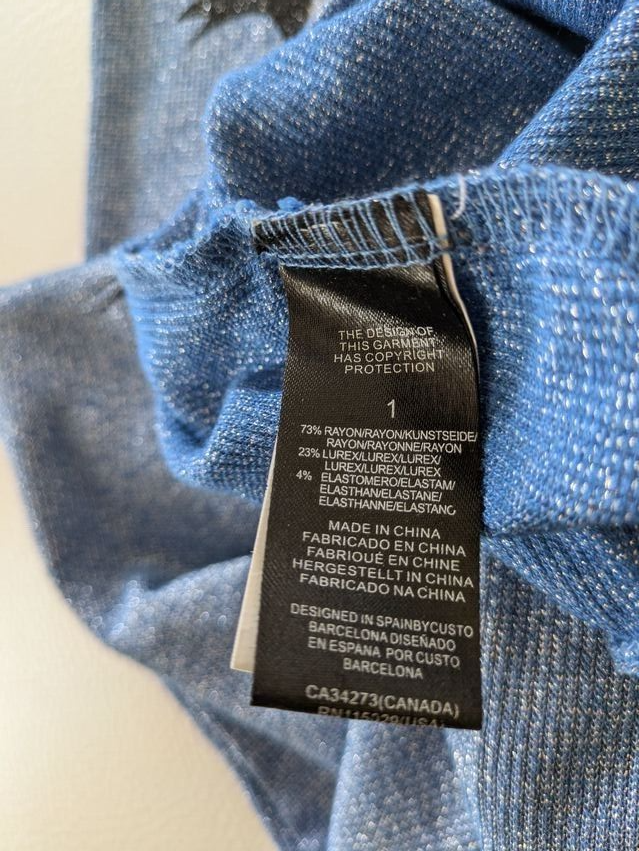 THE DESIGN OF
THIS GARMENT
HAS COPYRIGHT
PROTECTION
1
73% RAYON/RAYON/KUNSTSEIDE/
RAYON/RAYONNE/RAYON
23% LUREX/LUREX/LUREX/
LUREX/LUREX/LUREX
4% ELASTOMERO/ELASTAM/
ELASTHAN/ELASTANE/
ELASTHANNE/ELASTANO
MADE IN CHINA
FABRICADO EN CHINA
FABRIQUÉ EN CHINE
HERGESTELLT IN CHINA
FABRICADO NA CHINA
DESIGNED IN SPAINBYCUSTO
BARCELONA DISEÑADO
EN ESPAÑA POR CUSTO
BARCELONA
CA34273(CANADA)